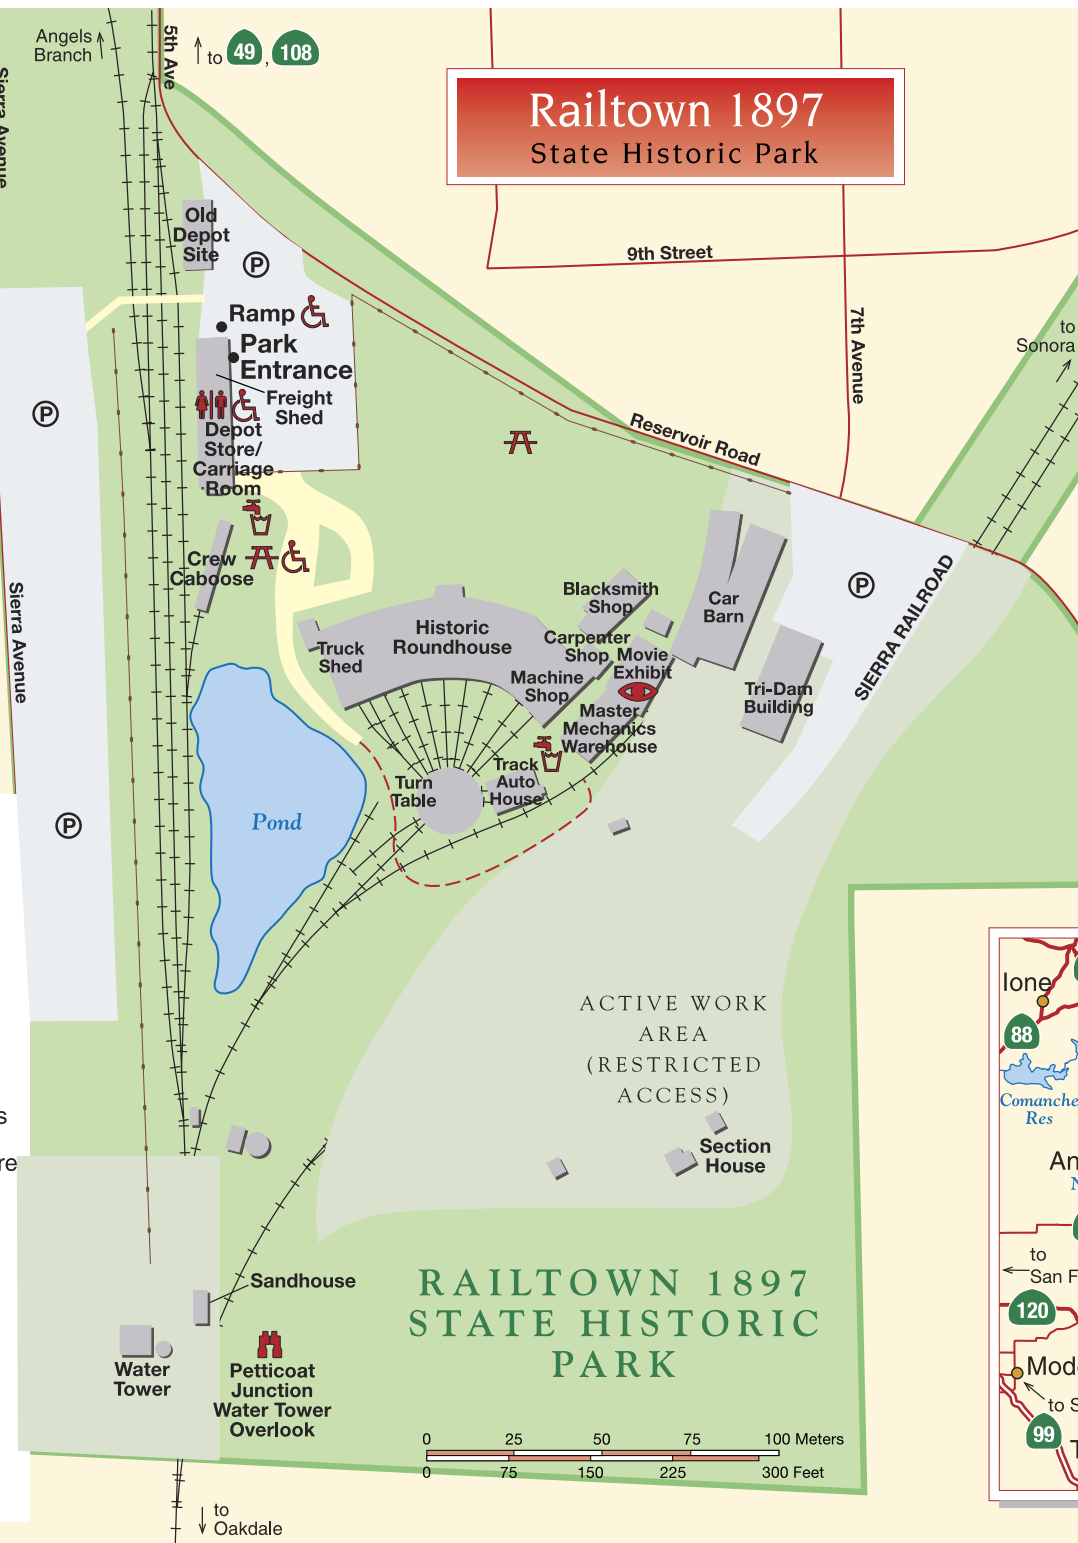 Angels
Branch
5th Ave
to 49, 108
Sierra Avenue
Railtown 1897
State Historic Park
Old
Depot
Site
P
9th Street
7th Avenue
to
Sonora
Ramp
Park
Entrance
Freight
Shed
P
Depot
Store/
Carriage
Room
Reservoir Road
Crew
Caboose
Sierra Avenue
Blacksmith
Shop
Car
Barn
P
SIERRA RAILROAD
Historic
Roundhouse
Truck
Shed
Carpenter
Shop
Movie
Exhibit
Machine
Shop
Tri-Dam
Building
Master
Mechanics
Warehouse
Track
Auto
House
Turn
Table
Pond
P
ACTIVE WORK
AREA
(RESTRICTED
ACCESS)
Section
House
Ione
88
Comanche
Res
An
N
to
San F
120
Mod
to S
99
T
s
re
Sandhouse
Water
Tower
Petticoat
Junction
Water Tower
Overlook
RAILTOWN 1897
STATE HISTORIC
PARK
0 25 50 75 100 Meters
0 75 150 225 300 Feet
to
Oakdale